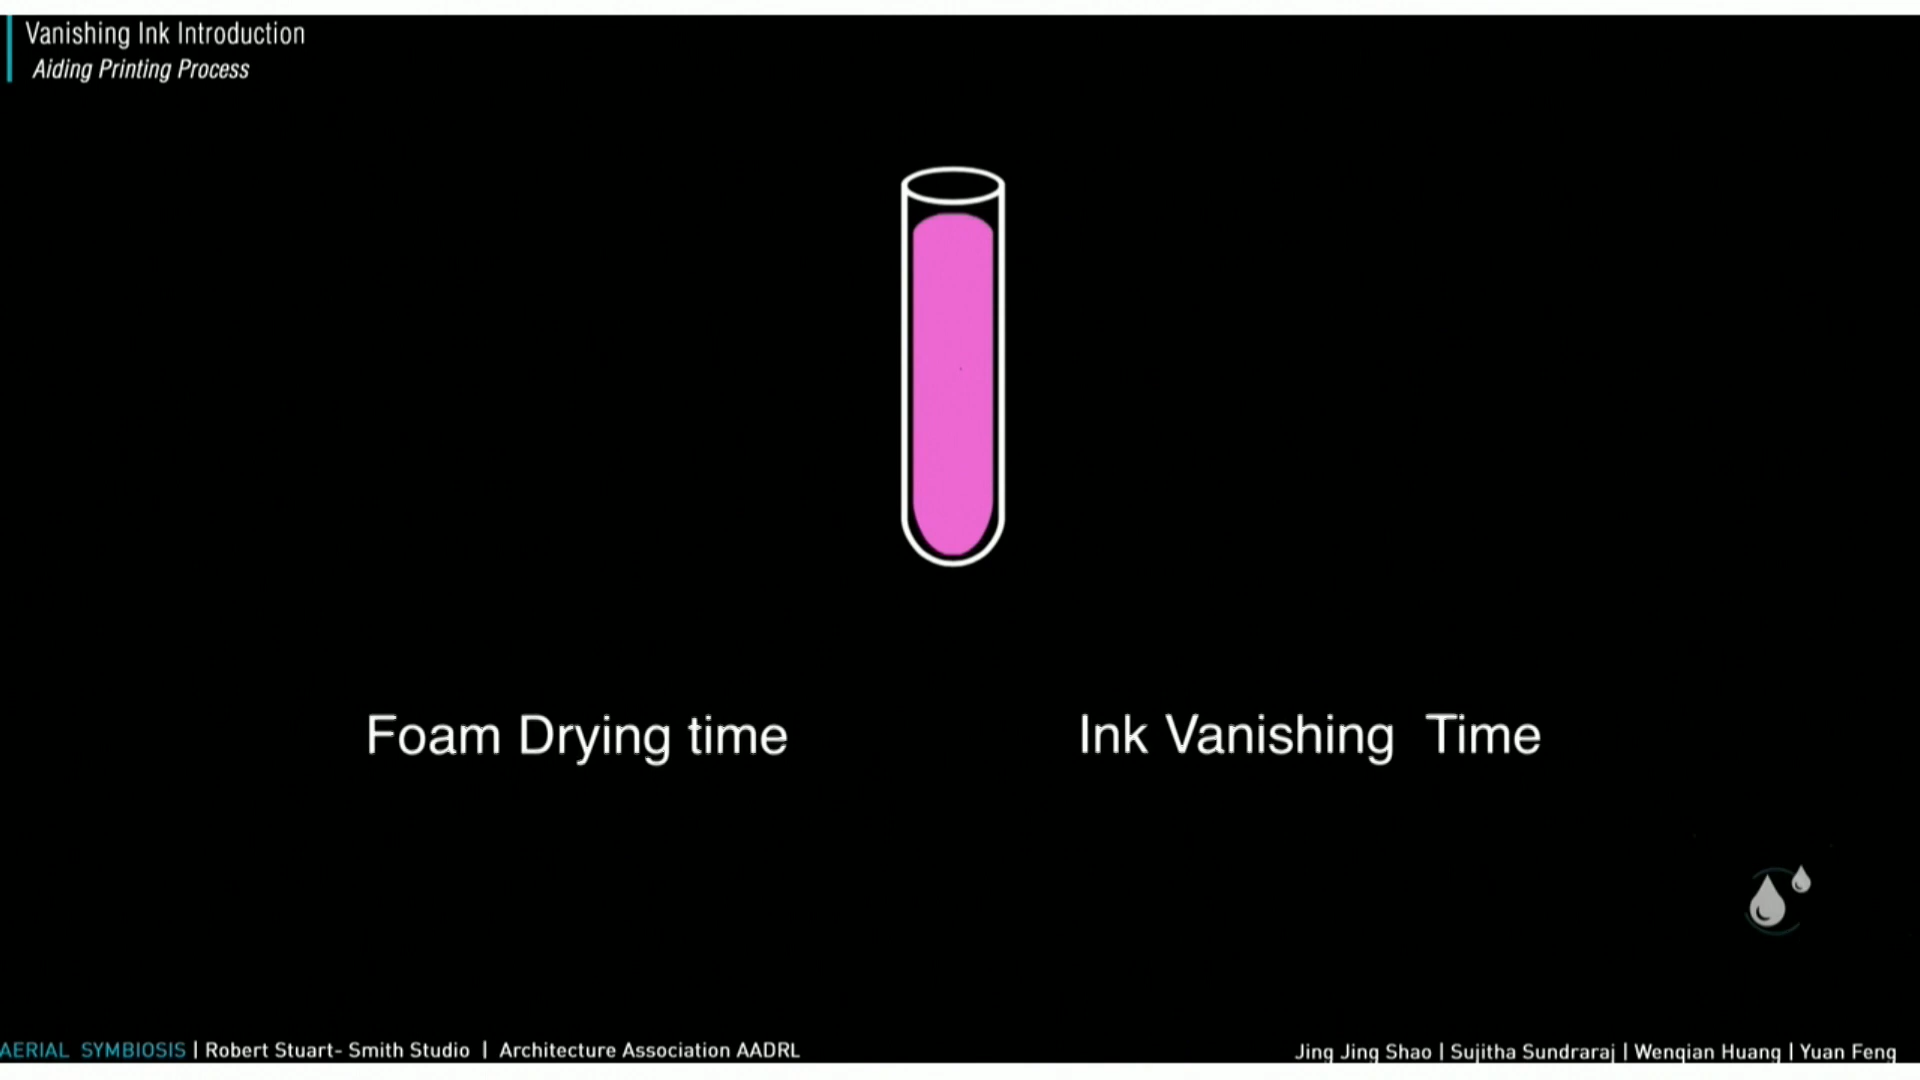 Vanishing Ink Introduction
Aiding Printing Process
Foam Drying time
Ink Vanishing Time
AERIAL SYMBIOSIS | Robert Stuart- Smith Studio | Architecture Association AADRL
Jing Jing Shao | Sujitha Sundraraj | Wenqian Huang | Yuan Feng